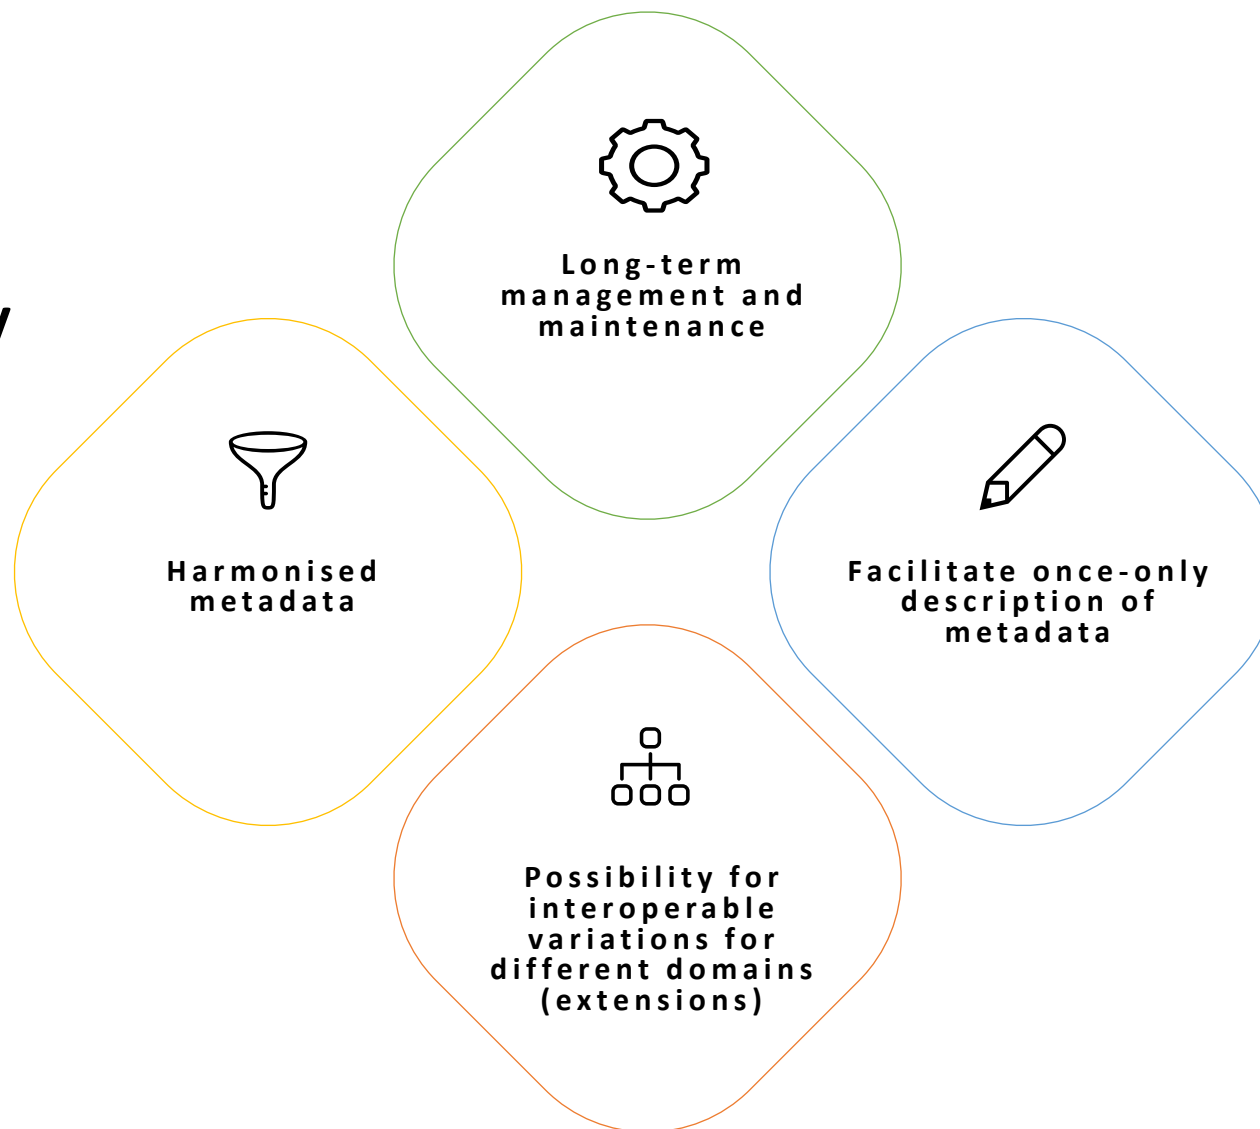 Long-term
management and
maintenance
Harmonised
metadata
Facilitate once-only
description of
metadata
Possibility for
interoperable
variations for
different domains
(extensions)